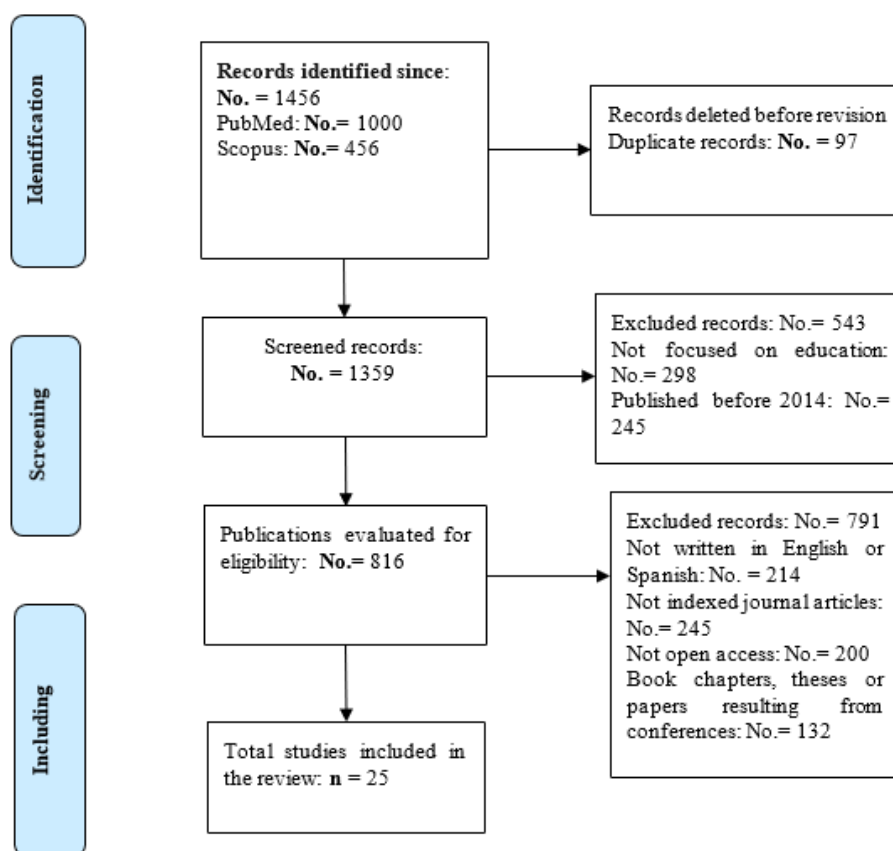 Identification
Records identified since:
No. = 1456
PubMed: No.= 1000
Scopus: No.= 456
Records deleted before revision
Duplicate records: No. = 97
Screening
Screened records:
No. = 1359
Excluded records: No.= 543
Not focused on education:
No.= 298
Published before 2014: No.=
245
Publications evaluated for
eligibility: No.= 816
Excluded records: No.= 791
Not written in English or
Spanish: No. = 214
Not indexed journal articles:
No.= 245
Not open access: No.= 200
Book chapters, theses or
papers resulting from
conferences: No.= 132
Including
Total studies included in
the review: n = 25